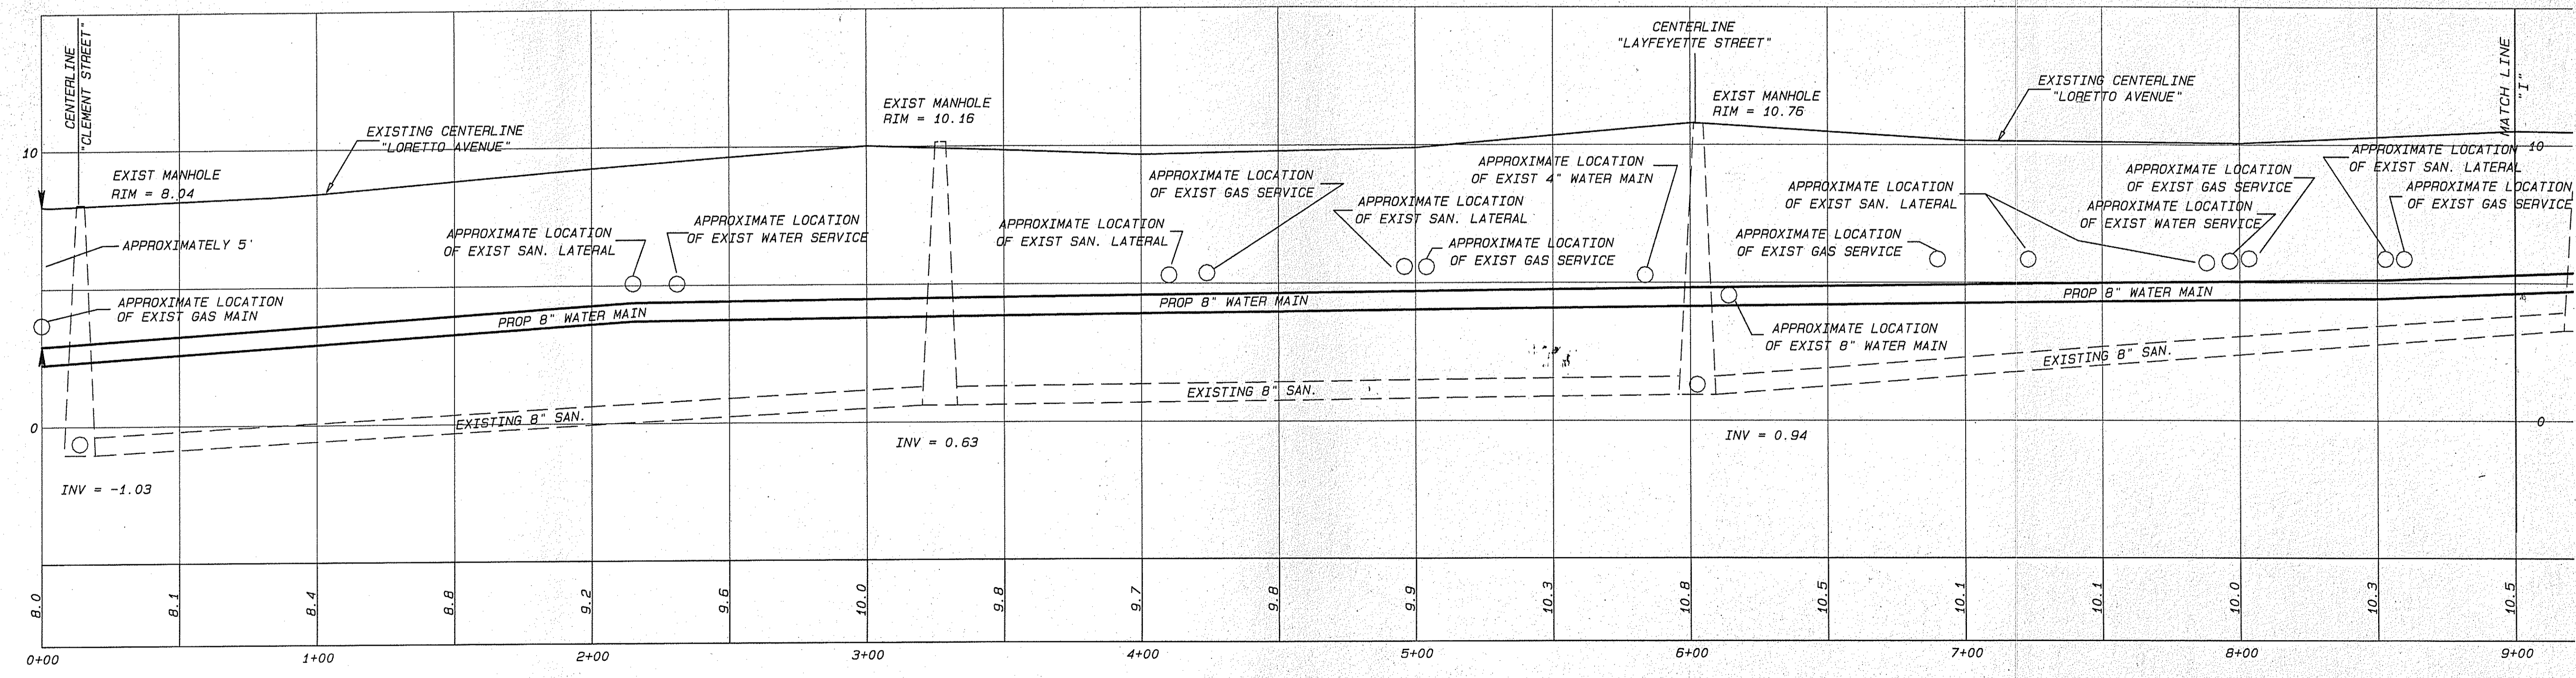 CENTERLINE
"CLEMENT STREET"
CENTERLINE
"LAYFEYETTE STREET"
MATCH LINE
"I"
EXISTING CENTERLINE
"LORETTO AVENUE"
EXIST MANHOLE
RIM = 10.16
EXIST MANHOLE
RIM = 10.76
EXISTING CENTERLINE
"LORETTO AVENUE"
10
10
EXIST MANHOLE
RIM = 8.04
APPROXIMATELY 5'
APPROXIMATE LOCATION
OF EXIST GAS MAIN
APPROXIMATE LOCATION
OF EXIST SAN. LATERAL
APPROXIMATE LOCATION
OF EXIST WATER SERVICE
APPROXIMATE LOCATION
OF EXIST SAN. LATERAL
APPROXIMATE LOCATION
OF EXIST GAS SERVICE
APPROXIMATE LOCATION
OF EXIST SAN. LATERAL
APPROXIMATE LOCATION
OF EXIST GAS SERVICE
APPROXIMATE LOCATION
OF EXIST 4" WATER MAIN
APPROXIMATE LOCATION
OF EXIST SAN. LATERAL
APPROXIMATE LOCATION
OF EXIST GAS SERVICE
APPROXIMATE LOCATION
OF EXIST GAS SERVICE
APPROXIMATE LOCATION
OF EXIST WATER SERVICE
APPROXIMATE LOCATION
OF EXIST SAN. LATERAL
APPROXIMATE LOCATION
OF EXIST GAS SERVICE
PROP 8" WATER MAIN
PROP 8" WATER MAIN
PROP 8" WATER MAIN
APPROXIMATE LOCATION
OF EXIST 8" WATER MAIN
EXISTING 8" SAN.
EXISTING 8" SAN.
EXISTING 8" SAN.
0
0
INV = -1.03
INV = 0.63
INV = 0.94
8.0
8.1
8.4
8.8
9.2
9.6
10.0
9.8
9.7
9.8
9.9
10.3
10.8
10.5
10.1
10.1
10.0
10.3
10.5
0+00
1+00
2+00
3+00
4+00
5+00
6+00
7+00
8+00
9+00